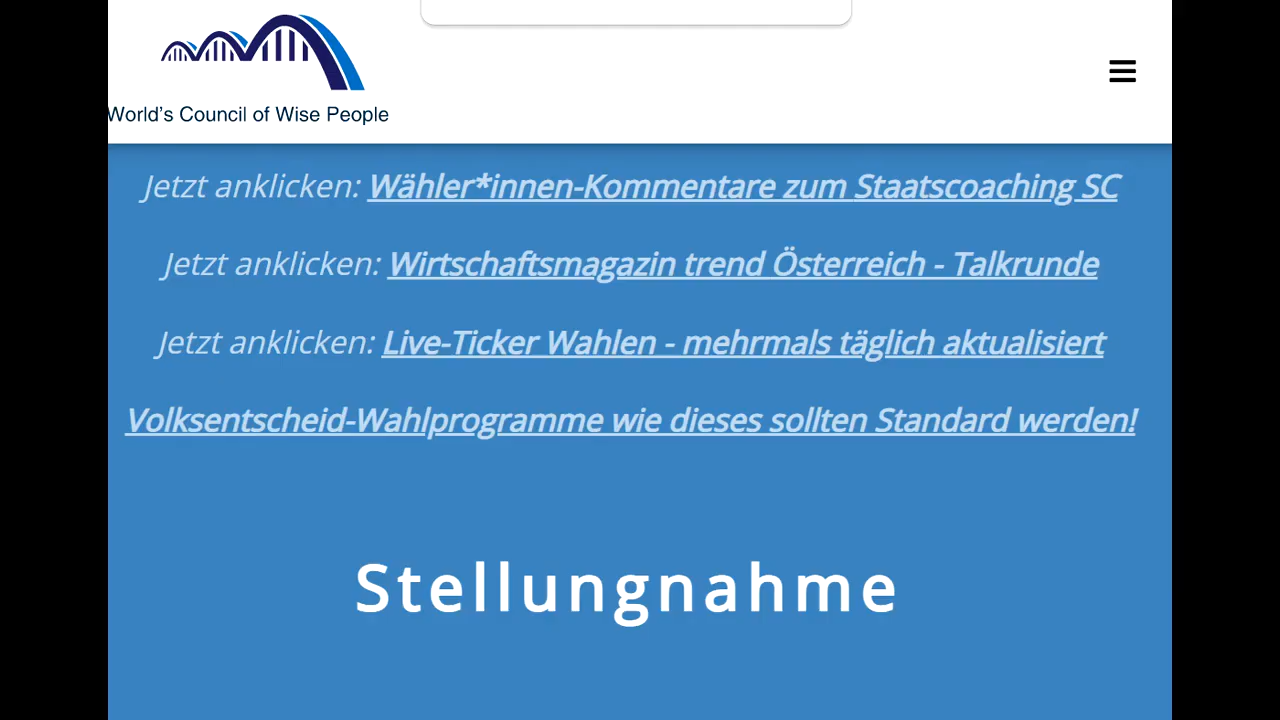 World's Council of Wise People
Jetzt anklicken: Wähler*innen-Kommentare zum Staatscoaching SC
Jetzt anklicken: Wirtschaftsmagazin trend Österreich - Talkrunde
Jetzt anklicken: Live-Ticker Wahlen - mehrmals täglich aktualisiert
Volksentscheid-Wahlprogramme wie dieses sollten Standard werden!
Stellungnahme